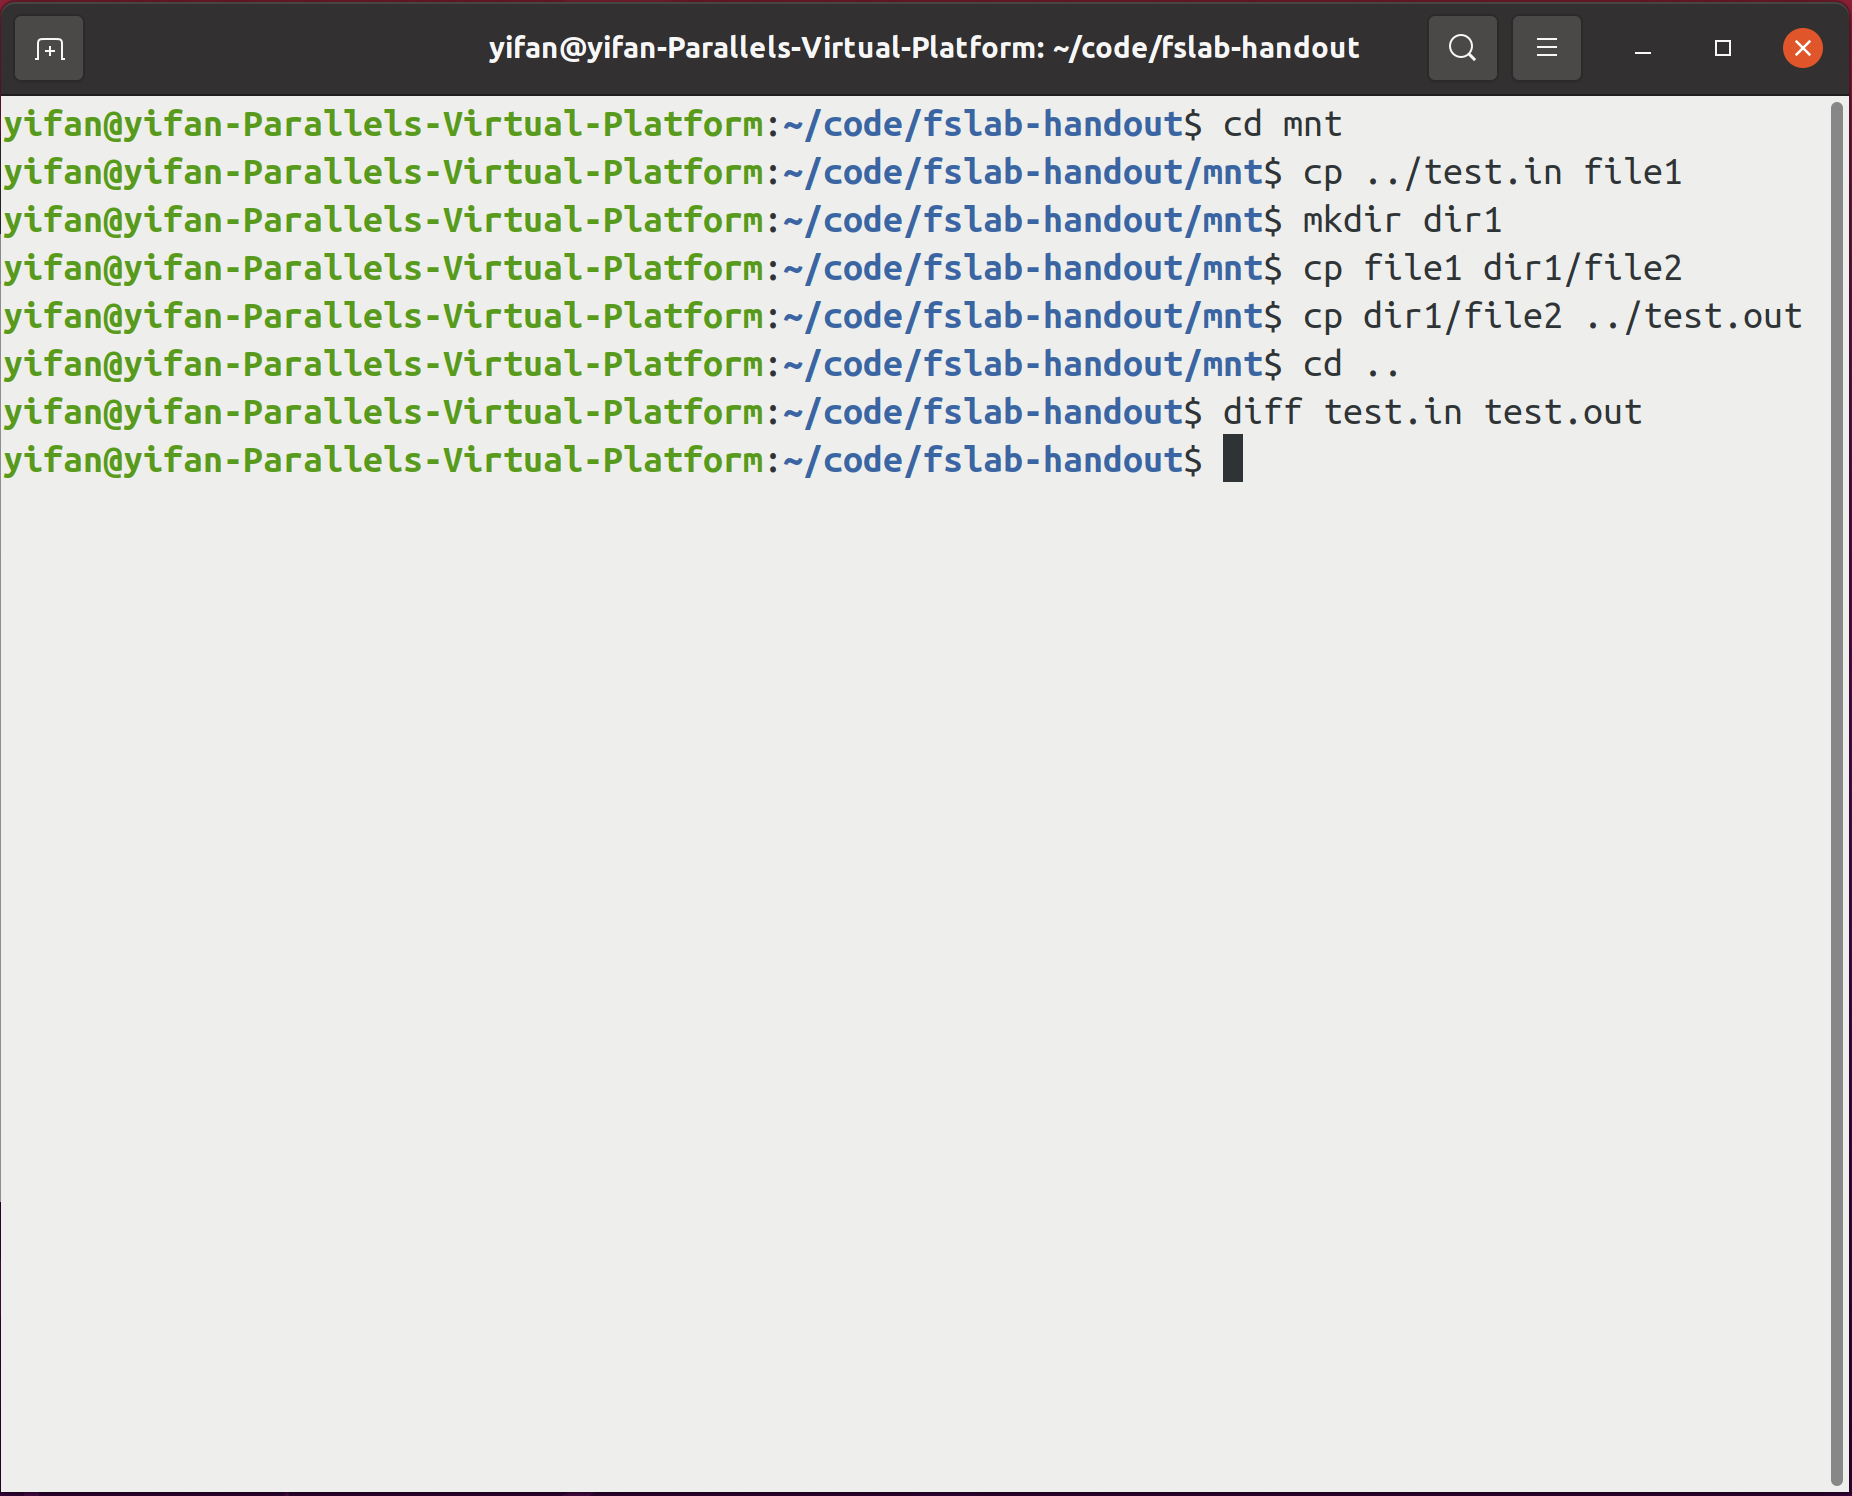 yifan@yifan-Parallels-Virtual-Platform: ~/code/fslab-handout
yifan@yifan-Parallels-Virtual-Platform:~/code/fslab-handout$ cd mnt
yifan@yifan-Parallels-Virtual-Platform:~/code/fslab-handout/mnt$ cp ../test.in file1
yifan@yifan-Parallels-Virtual-Platform:~/code/fslab-handout/mnt$ mkdir dir1
yifan@yifan-Parallels-Virtual-Platform:~/code/fslab-handout/mnt$ cp file1 dir1/file2
yifan@yifan-Parallels-Virtual-Platform:~/code/fslab-handout/mnt$ cp dir1/file2 ../test.out
yifan@yifan-Parallels-Virtual-Platform:~/code/fslab-handout/mnt$ cd ..
yifan@yifan-Parallels-Virtual-Platform:~/code/fslab-handout$ diff test.in test.out
yifan@yifan-Parallels-Virtual-Platform:~/code/fslab-handout$